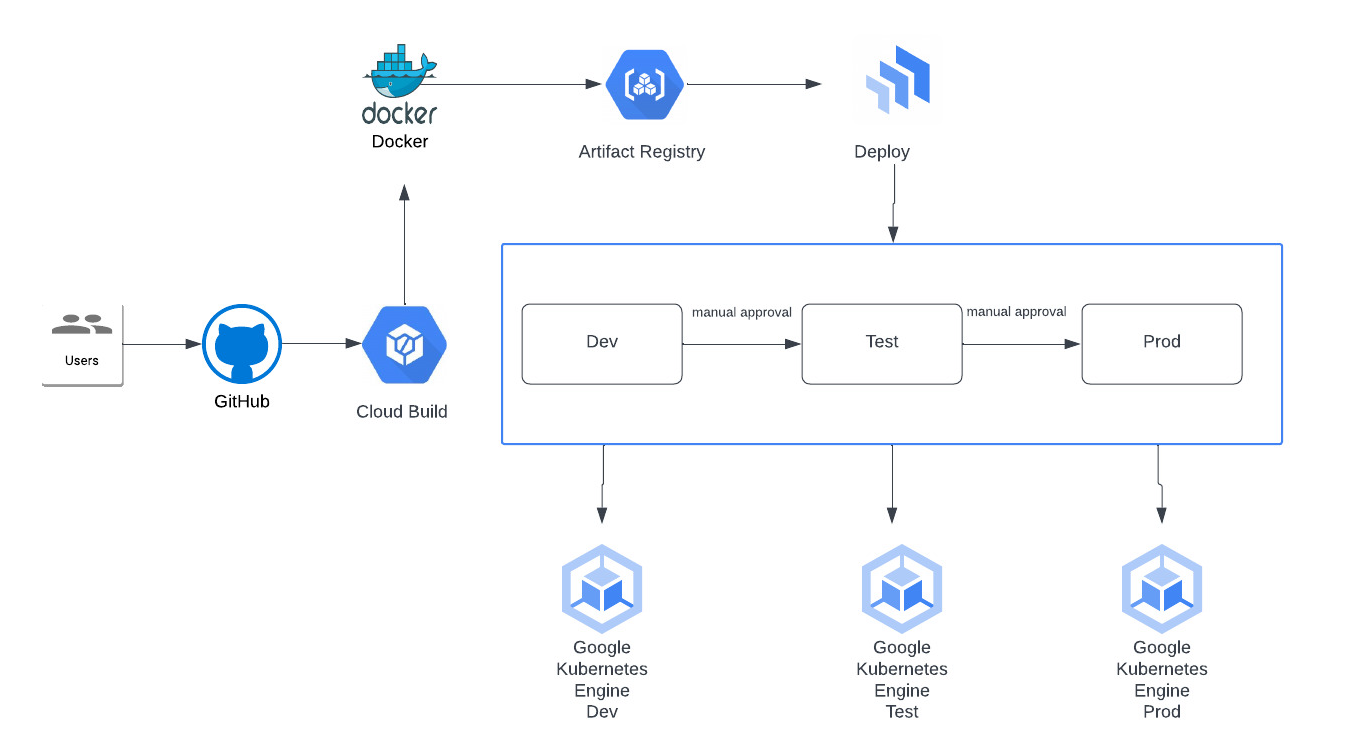 docker
Docker
Artifact Registry
Deploy
Users
GitHub
Cloud Build
Dev
manual approval
Test
manual approval
Prod
Google
Kubernetes
Engine
Dev
Google
Kubernetes
Engine
Test
Google
Kubernetes
Engine
Prod